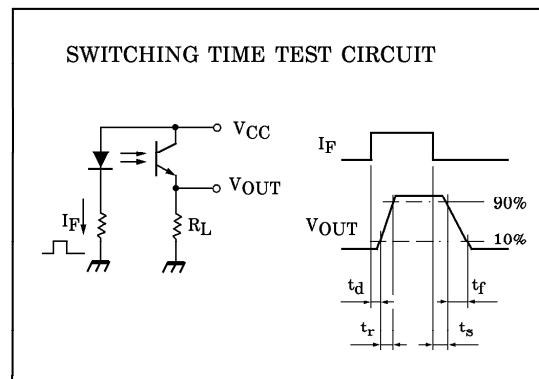 SWITCHING TIME TEST CIRCUIT
VCC
VOUT
IF
RL
IF
90%
VOUT
10%
td
tf
tr
ts